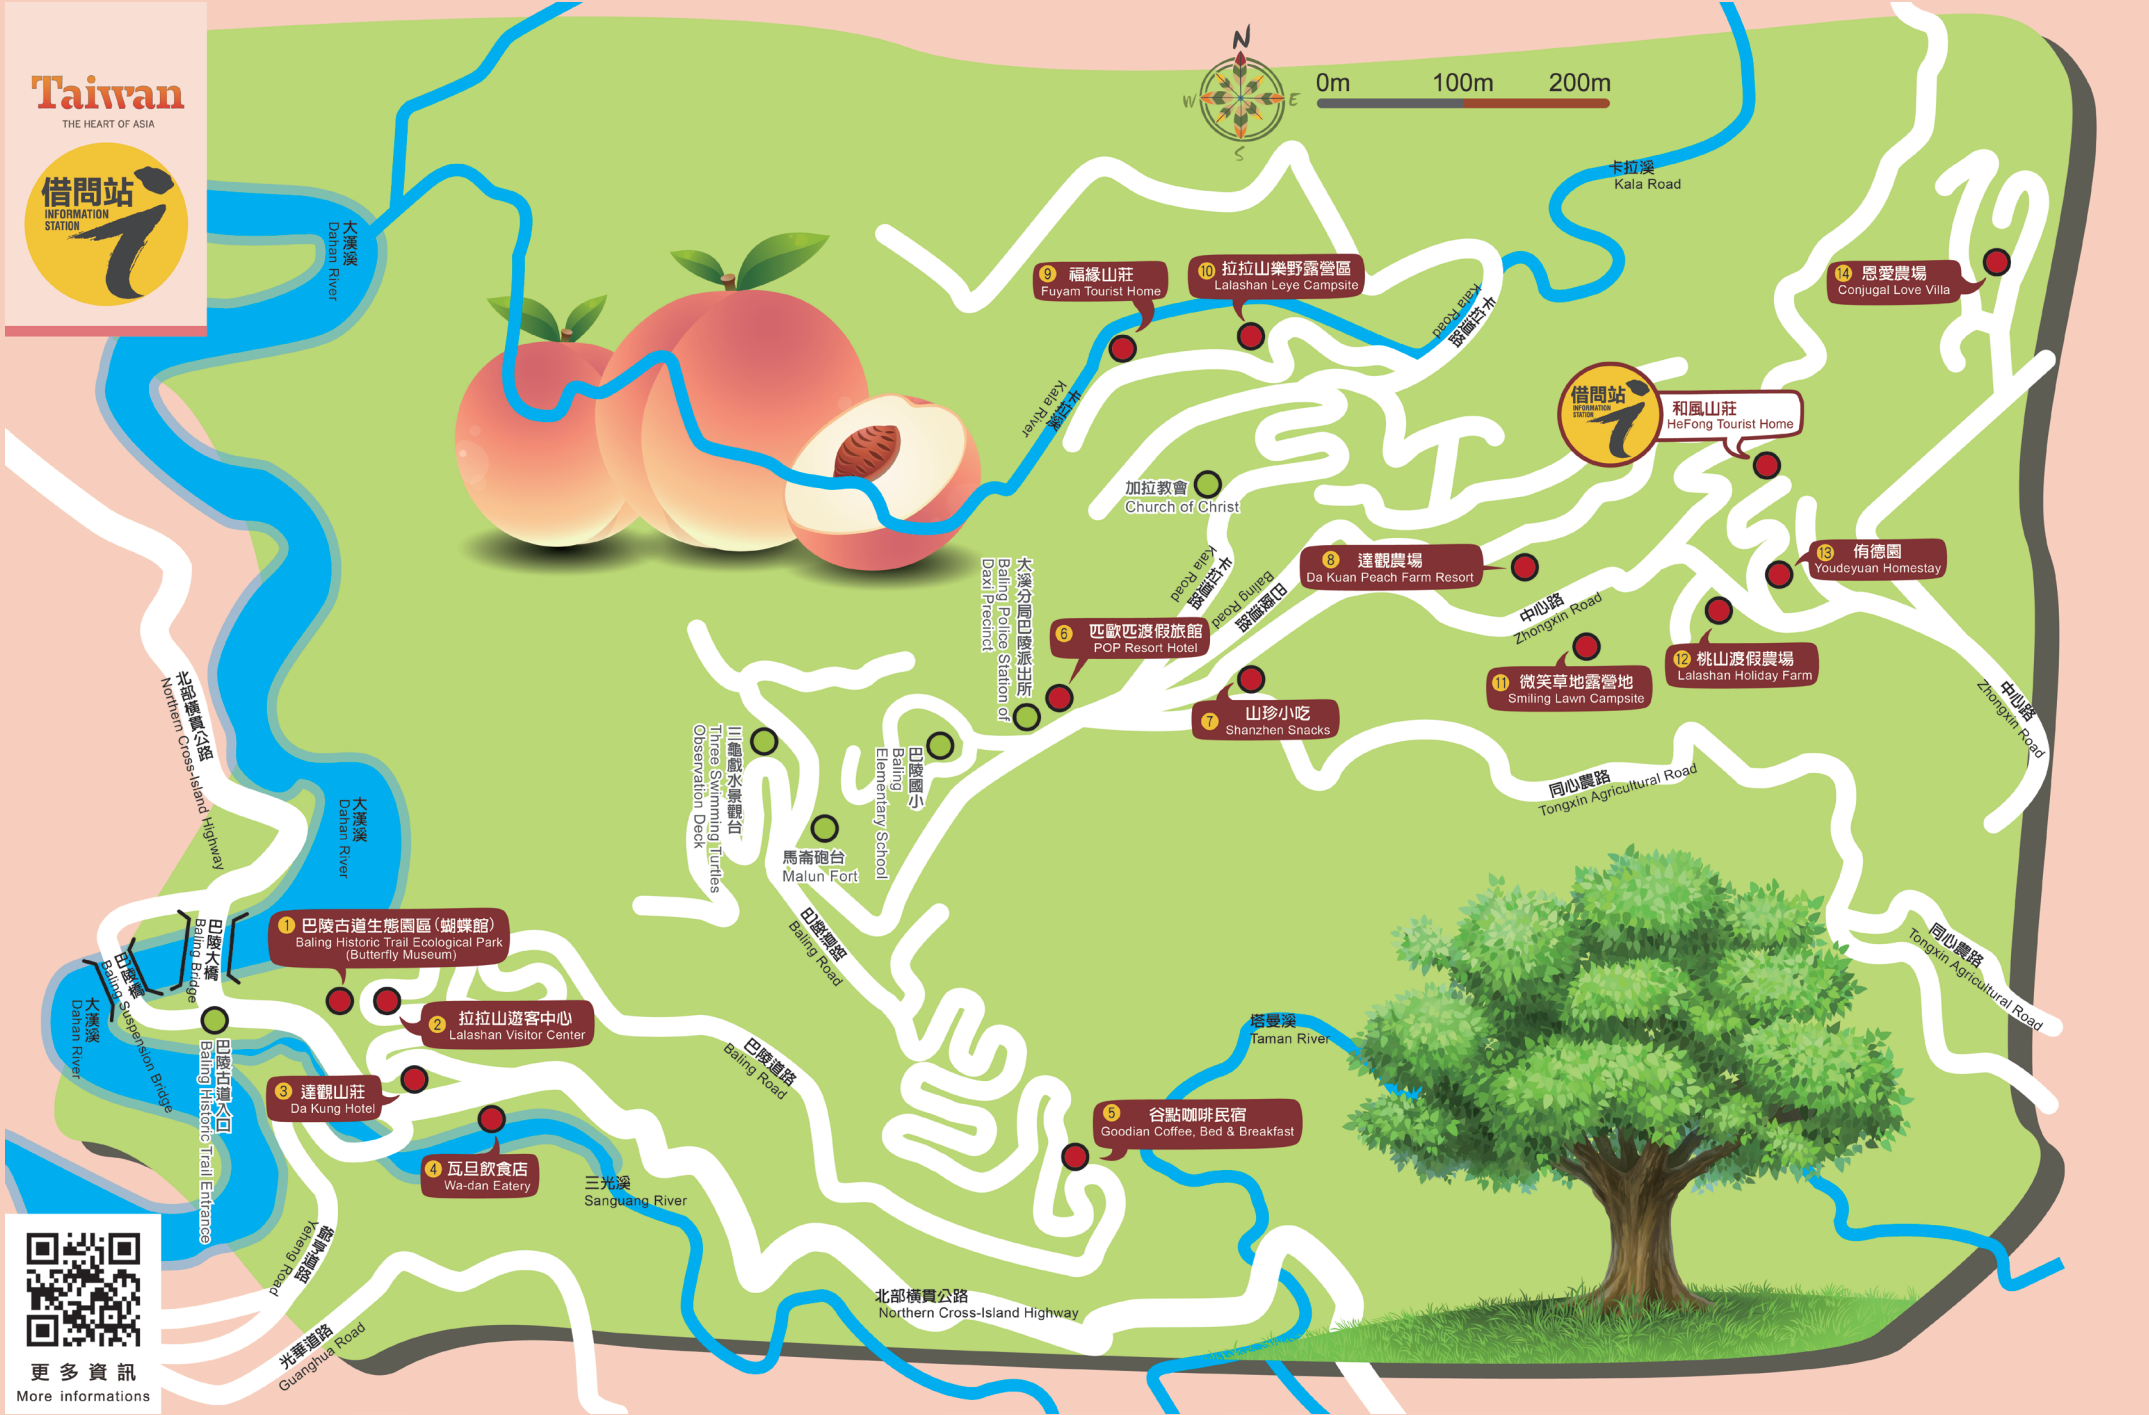 Taiwan
THE HEART OF ASIA
借問站
INFORMATION
STATION
N
W
E
S
0m 100m 200m
卡拉溪
Kala Road
大漢溪
Dahan River
9 福緣山莊
Fuyam Tourist Home
10 拉拉山樂野露營區
Lalashan Leye Campsite
卡拉道路
Kala Road
14 恩愛農場
Conjugal Love Villa
借問站
INFORMATION
STATION
和風山莊
HeFong Tourist Home
卡拉溪
Kala River
加拉教會
Church of Christ
卡拉道路
Kala Road
巴陵道路
Baling Road
8 達觀農場
Da Kuan Peach Farm Resort
13 侑德園
Youdeyuan Homestay
中心路
Zhongxin Road
大溪分局巴陵派出所
Baling Police Station of
Daxi Precinct
6 匹歐匹渡假旅館
POP Resort Hotel
7 山珍小吃
Shanzhen Snacks
11 微笑草地露營地
Smiling Lawn Campsite
12 桃山渡假農場
Lalashan Holiday Farm
中心路
Zhongxin Road
北部橫貫公路
Northern Cross-Island Highway
三龜戲水景觀台
Three Swimming Turtles
Observation Deck
巴陵國小
Baling
Elementary School
馬崙砲台
Malun Fort
同心農路
Tongxin Agricultural Road
大漢溪
Dahan River
巴陵大橋
Baling Bridge
巴陵橋
Baling Suspension Bridge
1 巴陵古道生態園區(蝴蝶館)
Baling Historic Trail Ecological Park
(Butterfly Museum)
2 拉拉山遊客中心
Lalashan Visitor Center
巴陵道路
Baling Road
同心農路
Tongxin Agricultural Road
大漢溪
Dahan River
巴陵古道入口
Baling Historic Trail Entrance
3 達觀山莊
Da Kung Hotel
4 瓦旦飲食店
Wa-dan Eatery
巴陵道路
Baling Road
塔曼溪
Taman River
5 谷點咖啡民宿
Goodian Coffee, Bed & Breakfast
三光溪
Sanguang River
爺亨道路
Yeheng Road
北部橫貫公路
Northern Cross-Island Highway
光華道路
Guanghua Road
更多資訊
More informations